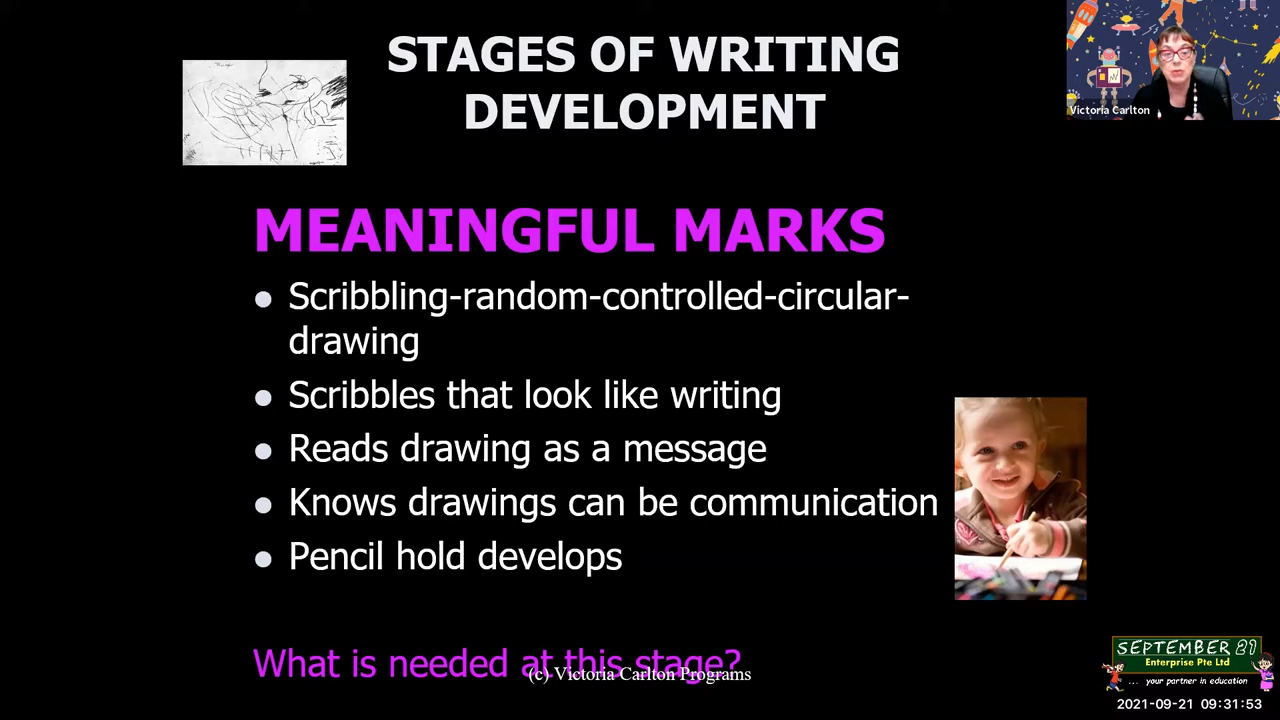 STAGES OF WRITING
DEVELOPMENT
Victoria Carlton
MEANINGFUL MARKS
Scribbling-random-controlled-circular-
drawing
Scribbles that look like writing
Reads drawing as a message
Knows drawings can be communication
Pencil hold develops
What is needed at this stage?
(c) Victoria Carlton Programs
SEPTEMBER 21
Enterprise Pte Ltd
... your partner in education
2021-09-21 09:31:53